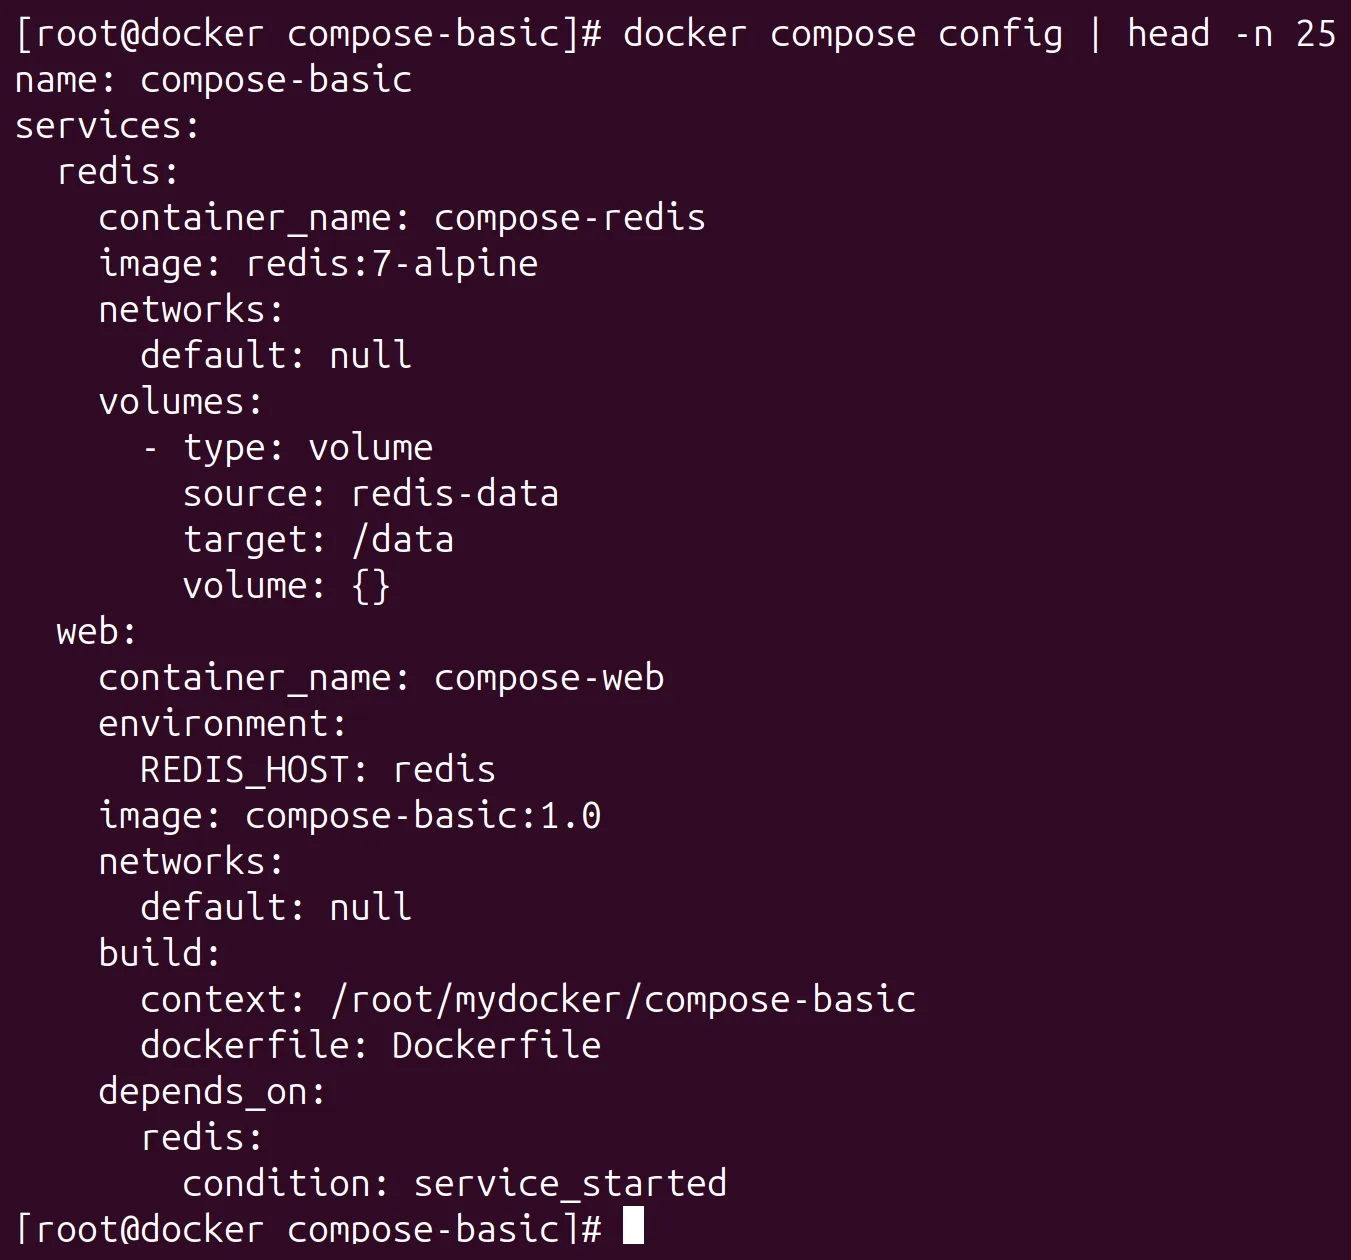 [root@docker compose-basic]# docker compose config | head -n 25
name: compose-basic
services:
  redis:
    container_name: compose-redis
    image: redis:7-alpine
    networks:
      default: null
    volumes:
      - type: volume
        source: redis-data
        target: /data
        volume: {}
  web:
    container_name: compose-web
    environment:
      REDIS_HOST: redis
    image: compose-basic:1.0
    networks:
      default: null
    build:
      context: /root/mydocker/compose-basic
      dockerfile: Dockerfile
    depends_on:
      redis:
        condition: service_started
[root@docker compose-basic]#